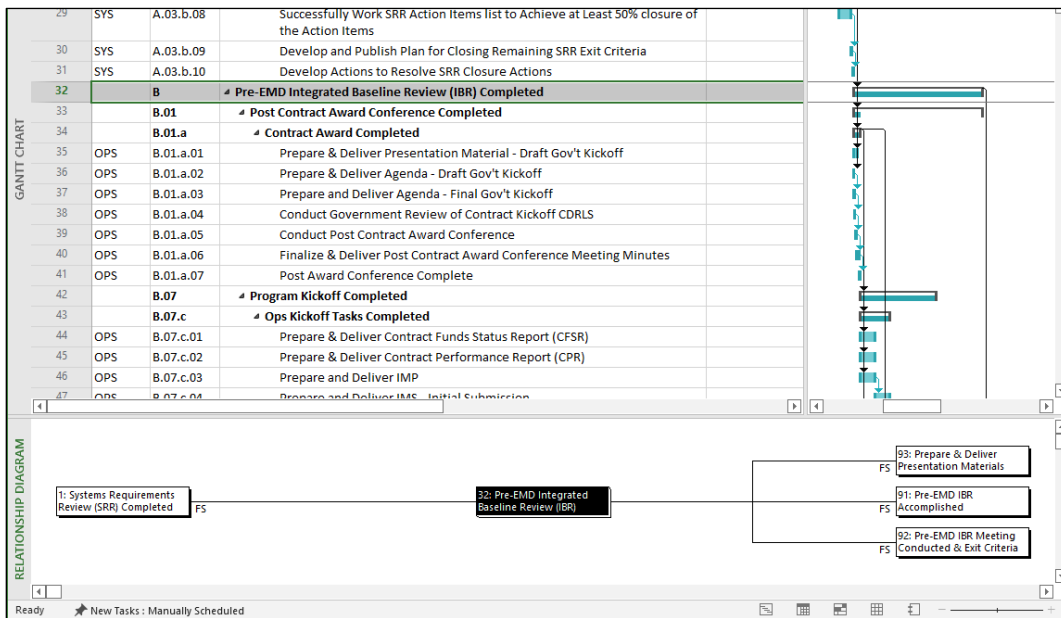 GANTT CHART
29 SYS A.03.b.08 Successfully Work SRR Action Items list to Achieve at Least 50% closure of
the Action Items
30 SYS A.03.b.09 Develop and Publish Plan for Closing Remaining SRR Exit Criteria
31 SYS A.03.b.10 Develop Actions to Resolve SRR Closure Actions
32 B Pre-EMD Integrated Baseline Review (IBR) Completed
33 B.01 Post Contract Award Conference Completed
34 B.01.a Contract Award Completed
35 OPS B.01.a.01 Prepare & Deliver Presentation Material - Draft Gov't Kickoff
36 OPS B.01.a.02 Prepare & Deliver Agenda - Draft Gov't Kickoff
37 OPS B.01.a.03 Prepare and Deliver Agenda - Final Gov't Kickoff
38 OPS B.01.a.04 Conduct Government Review of Contract Kickoff CDRLS
39 OPS B.01.a.05 Conduct Post Contract Award Conference
40 OPS B.01.a.06 Finalize & Deliver Post Contract Award Conference Meeting Minutes
41 OPS B.01.a.07 Post Award Conference Complete
42 B.07 Program Kickoff Completed
43 B.07.c Ops Kickoff Tasks Completed
44 OPS B.07.c.01 Prepare & Deliver Contract Funds Status Report (CFSR)
45 OPS B.07.c.02 Prepare & Deliver Contract Performance Report (CPR)
46 OPS B.07.c.03 Prepare and Deliver IMP
47 OPS B.07.c.04 Prepare and Deliver IMS - Initial Submission
RELATIONSHIP DIAGRAM
1: Systems Requirements
Review (SRR) Completed
FS
32: Pre-EMD Integrated
Baseline Review (IBR)
FS
93: Prepare & Deliver
Presentation Materials
FS
91: Pre-EMD IBR
Accomplished
FS
92: Pre-EMD IBR Meeting
Conducted & Exit Criteria
Ready New Tasks : Manually Scheduled